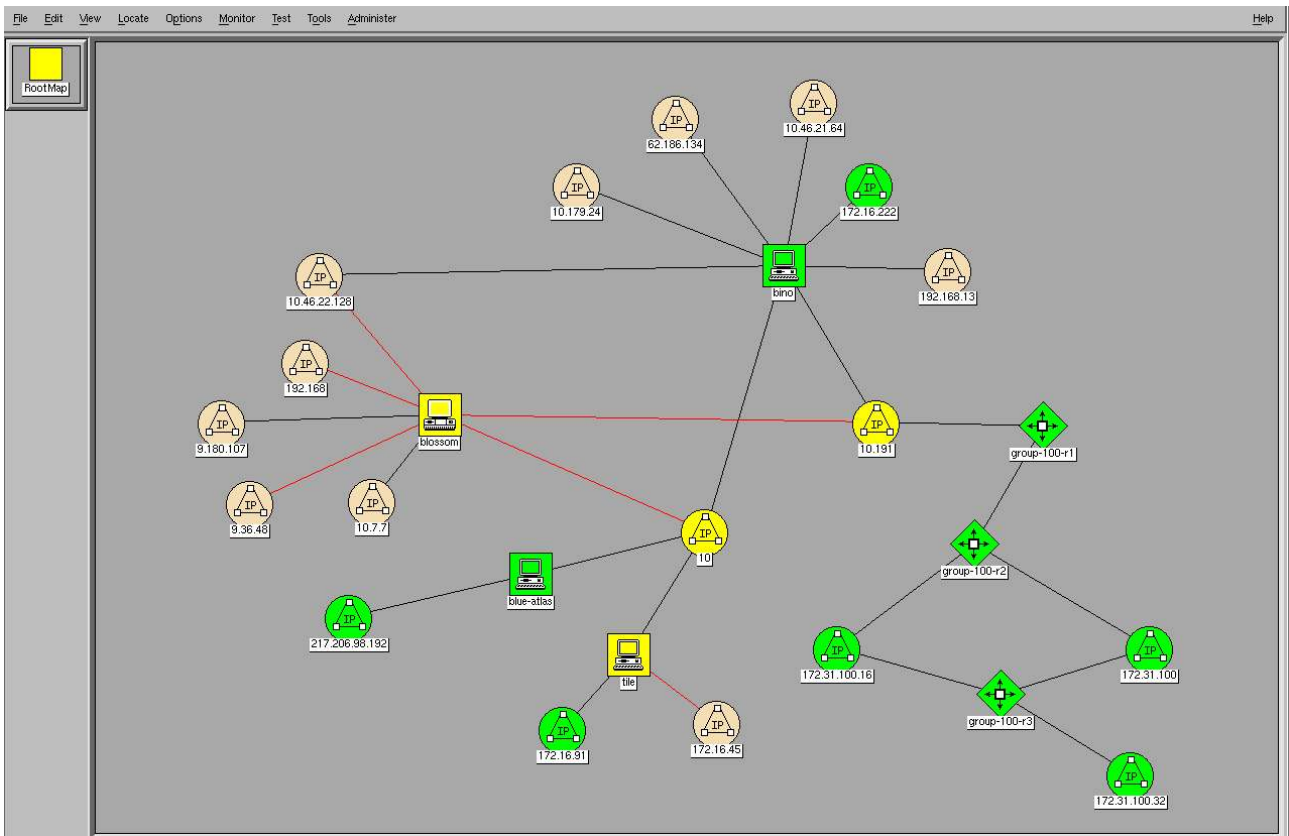 File Edit View Locate Options Monitor Test Tools Administer Help
RootMap
IP
10.46.21.64
IP
62.186.134
IP
172.16.222
IP
10.179.24
IP
10.46.22.128
bino
IP
192.168.13
IP
192.168
IP
9.180.107
blossom
IP
10.191
group-100-r1
IP
9.36.48
IP
10.7.7
IP
10
group-100-r2
blue-atlas
IP
217.206.98.192
tile
IP
172.31.100.16
IP
172.31.100
group-100-r3
IP
172.16.91
IP
172.16.45
IP
172.31.100.32